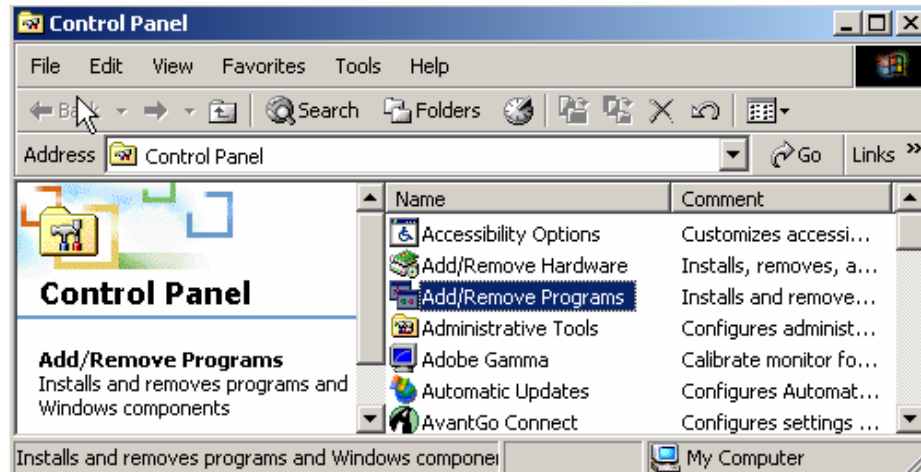 Control Panel
File Edit View Favorites Tools Help
Search Folders
Address Control Panel Go Links »
Name Comment
Accessibility Options Customizes accessi...
Add/Remove Hardware Installs, removes, a...
Add/Remove Programs Installs and remove...
Administrative Tools Configures administ...
Adobe Gamma Calibrate monitor fo...
Automatic Updates Configures Automat...
AvantGo Connect Configures settings ...
Control Panel
Add/Remove Programs
Installs and removes programs and
Windows components
Installs and removes programs and Windows compone
My Computer